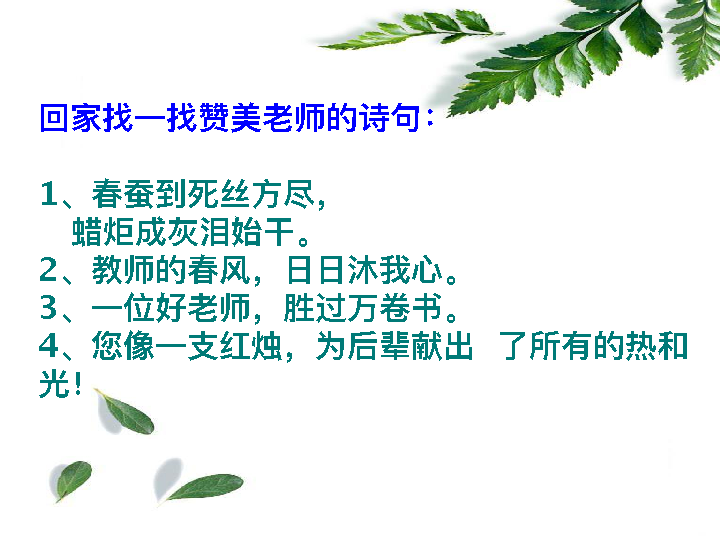 回家找一找赞美老师的诗句：
1、春蚕到死丝方尽，
蜡炬成灰泪始干。
2、教师的春风，日日沐我心。
3、一位好老师，胜过万卷书。
4、您像一支红烛，为后辈献出 了所有的热和
光！